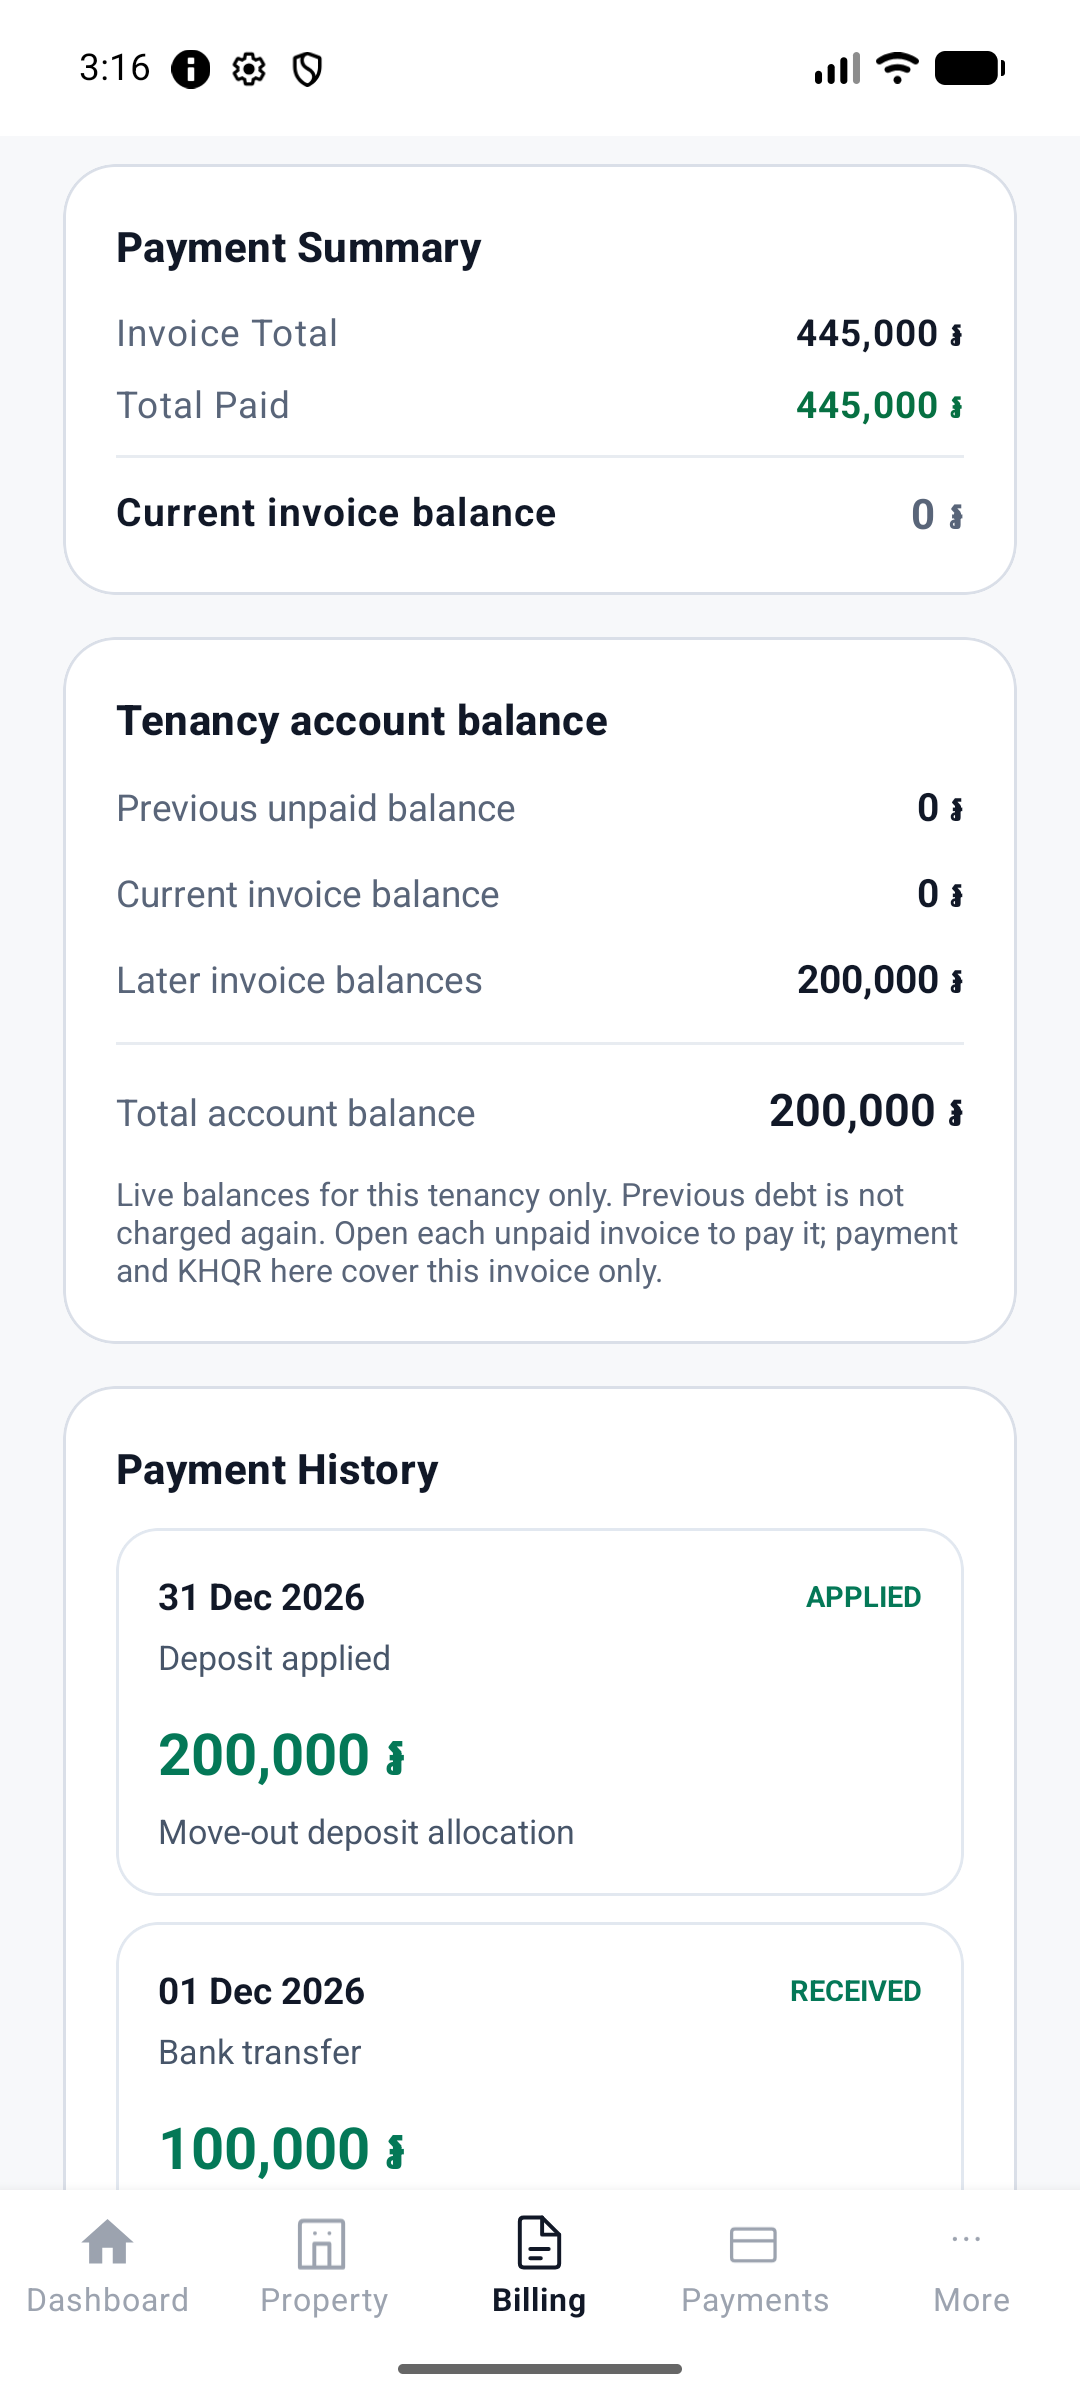 3:16
Payment Summary
Invoice Total 445,000 ៛
Total Paid 445,000 ៛
Current invoice balance 0 ៛
Tenancy account balance
Previous unpaid balance 0 ៛
Current invoice balance 0 ៛
Later invoice balances 200,000 ៛
Total account balance 200,000 ៛
Live balances for this tenancy only. Previous debt is not
charged again. Open each unpaid invoice to pay it; payment
and KHQR here cover this invoice only.
Payment History
31 Dec 2026 APPLIED
Deposit applied
200,000 ៛
Move-out deposit allocation
01 Dec 2026 RECEIVED
Bank transfer
100,000 ៛
Dashboard Property Billing Payments More